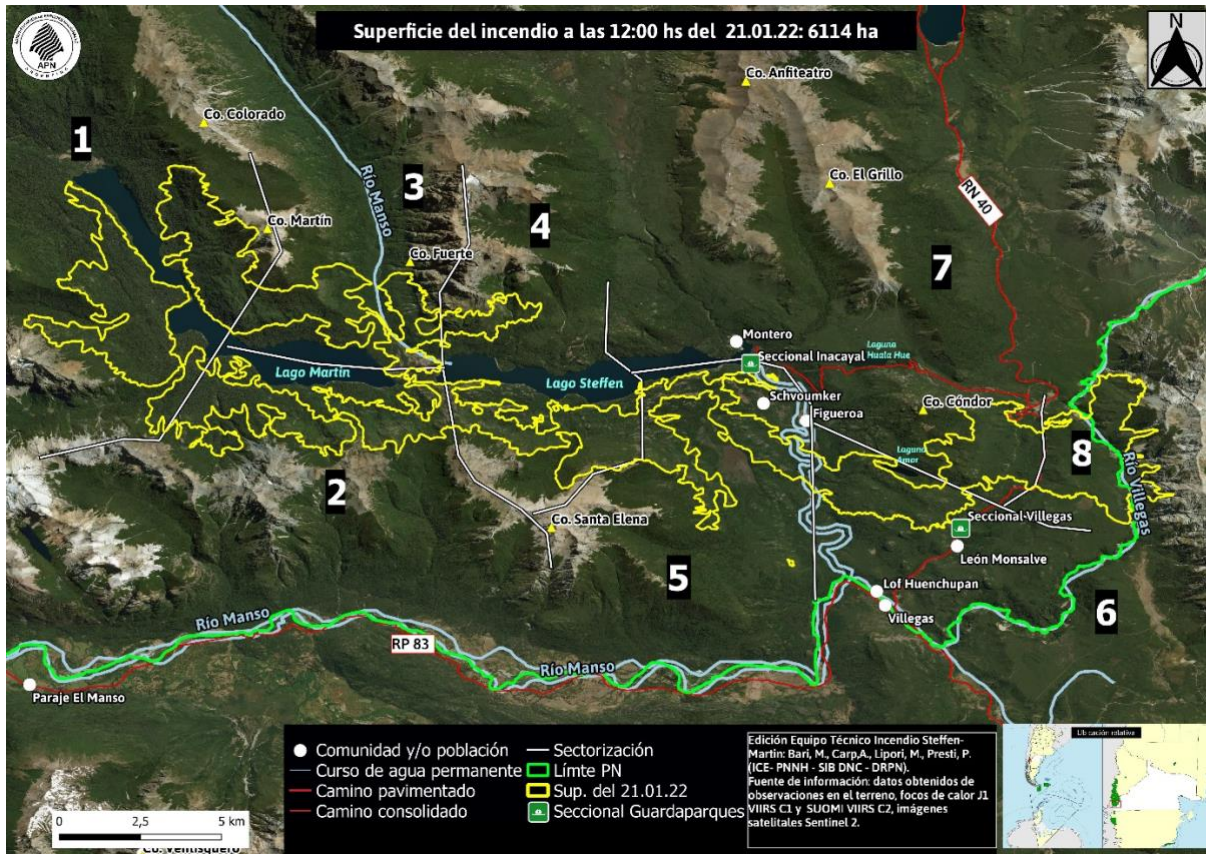 Superficie del incendio a las 12:00 hs del 21.01.22: 6114 ha
APN
ARGENTINA
N
Co. Anfiteatro
Co. Colorado
1
3
Río Manso
4
Co. El Grillo
RN 40
Co. Martín
Co. Fuerte
7
Montero
Seccional Inacayal
Laguna
Huala Hue
Lago Martín
Lago Steffen
Schvoumker
Figueroa
Co. Cóndor
Laguna
Amor
8
Río Villegas
2
Co. Santa Elena
Seccional Villegas
León Monsalve
5
Lof Huenchupan
Villegas
6
Río Manso
RP 83
Río Manso
Paraje El Manso
Comunidad y/o población
Curso de agua permanente
Camino pavimentado
Camino consolidado
Sectorización
Límte PN
Sup. del 21.01.22
Seccional Guardaparques
Edición Equipo Técnico Incendio Steffen-
Martín: Bari, M., Carp,A., Lipori, M., Presti, P.
(ICE- PNNH - SIB DNC - DRPN).
Fuente de información: datos obtenidos de
observaciones en el terreno, focos de calor J1
VIIRS C1 y SUOMI VIIRS C2, imágenes
satelitales Sentinel 2.
Ubicación relativa
0 2,5 5 km
Co. Ventisquero